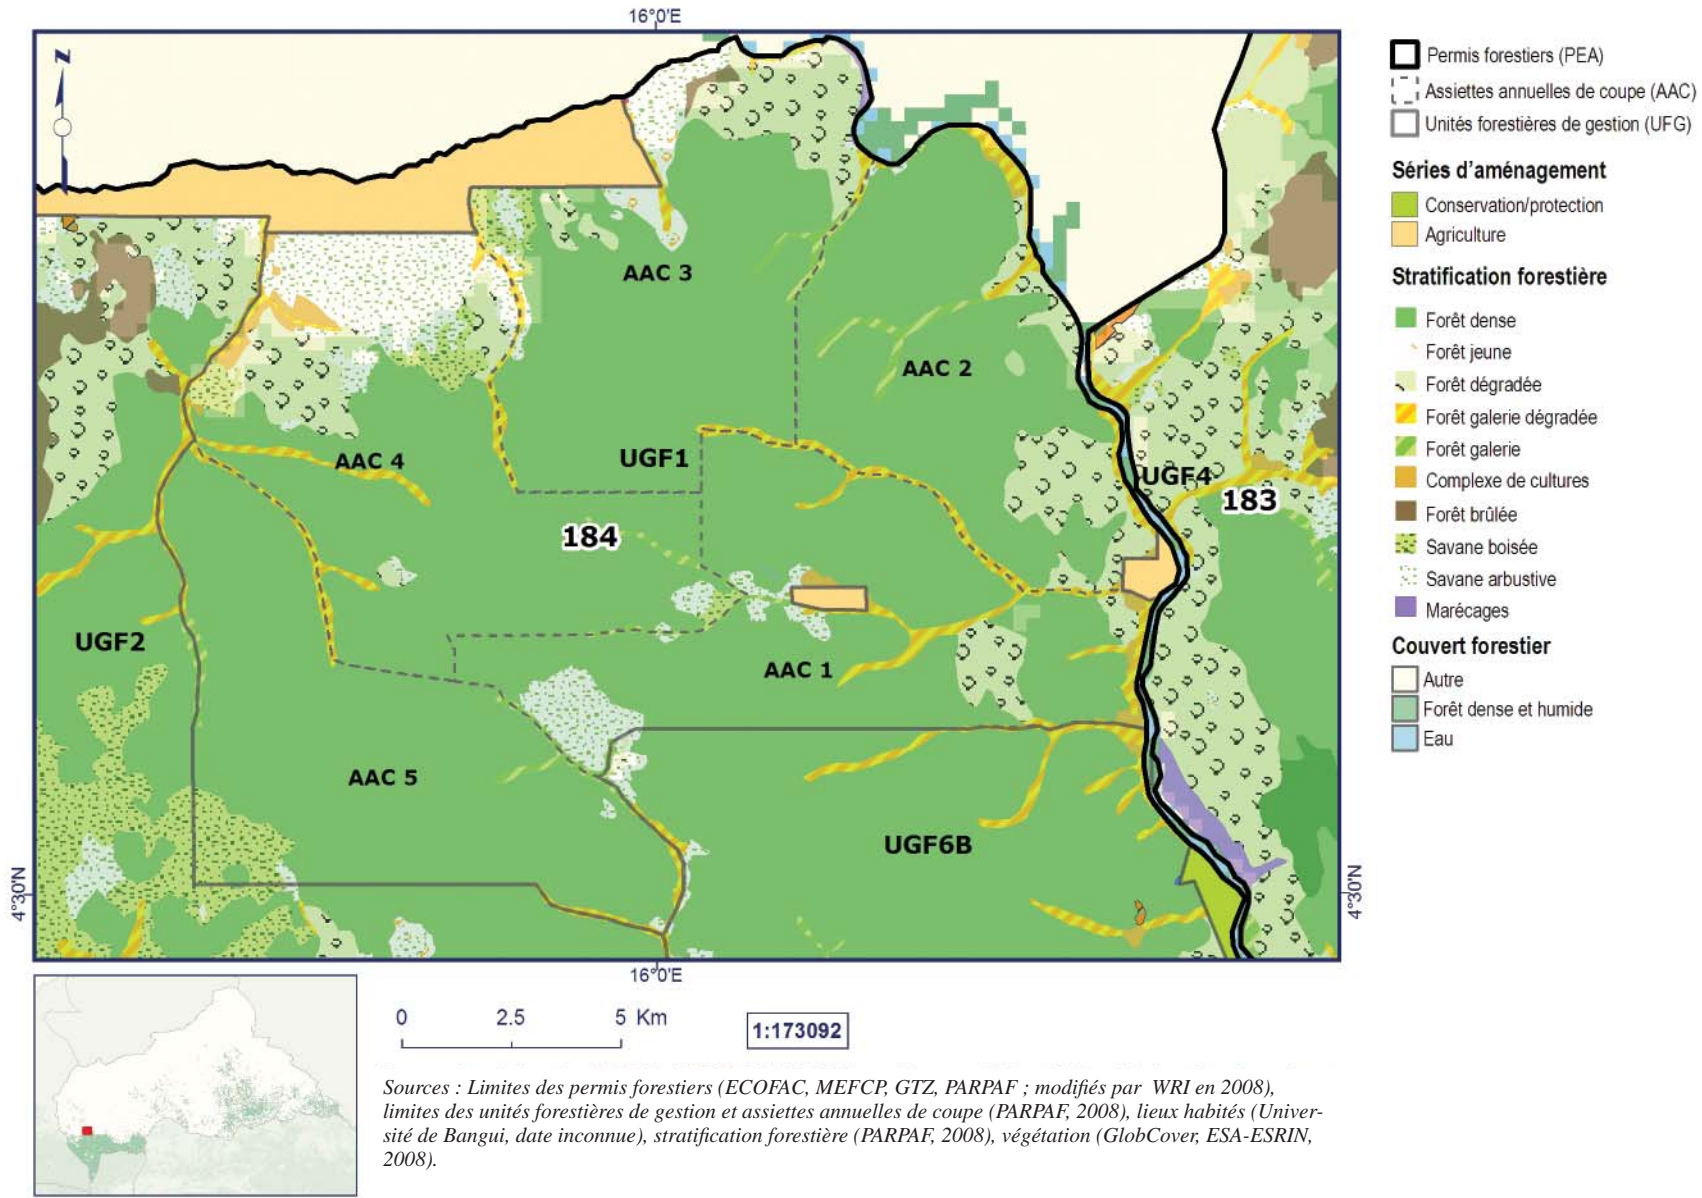 16°0'E
N
AAC 3
AAC 2
AAC 4
UGF1
UGF4
183
184
UGF2
AAC 1
AAC 5
UGF6B
4°30'N
4°30'N
16°0'E
0 2.5 5 Km
1:173092
Permis forestiers (PEA)
Assiettes annuelles de coupe (AAC)
Unités forestières de gestion (UFG)
Séries d'aménagement
Conservation/protection
Agriculture
Stratification forestière
Forêt dense
Forêt jeune
Forêt dégradée
Forêt galerie dégradée
Forêt galerie
Complexe de cultures
Forêt brûlée
Savane boisée
Savane arbustive
Marécages
Couvert forestier
Autre
Forêt dense et humide
Eau
Sources : Limites des permis forestiers (ECOFAC, MEFCP, GTZ, PARPAF ; modifiés par WRI en 2008),
limites des unités forestières de gestion et assiettes annuelles de coupe (PARPAF, 2008), lieux habités (Univer-
sité de Bangui, date inconnue), stratification forestière (PARPAF, 2008), végétation (GlobCover, ESA-ESRIN,
2008).